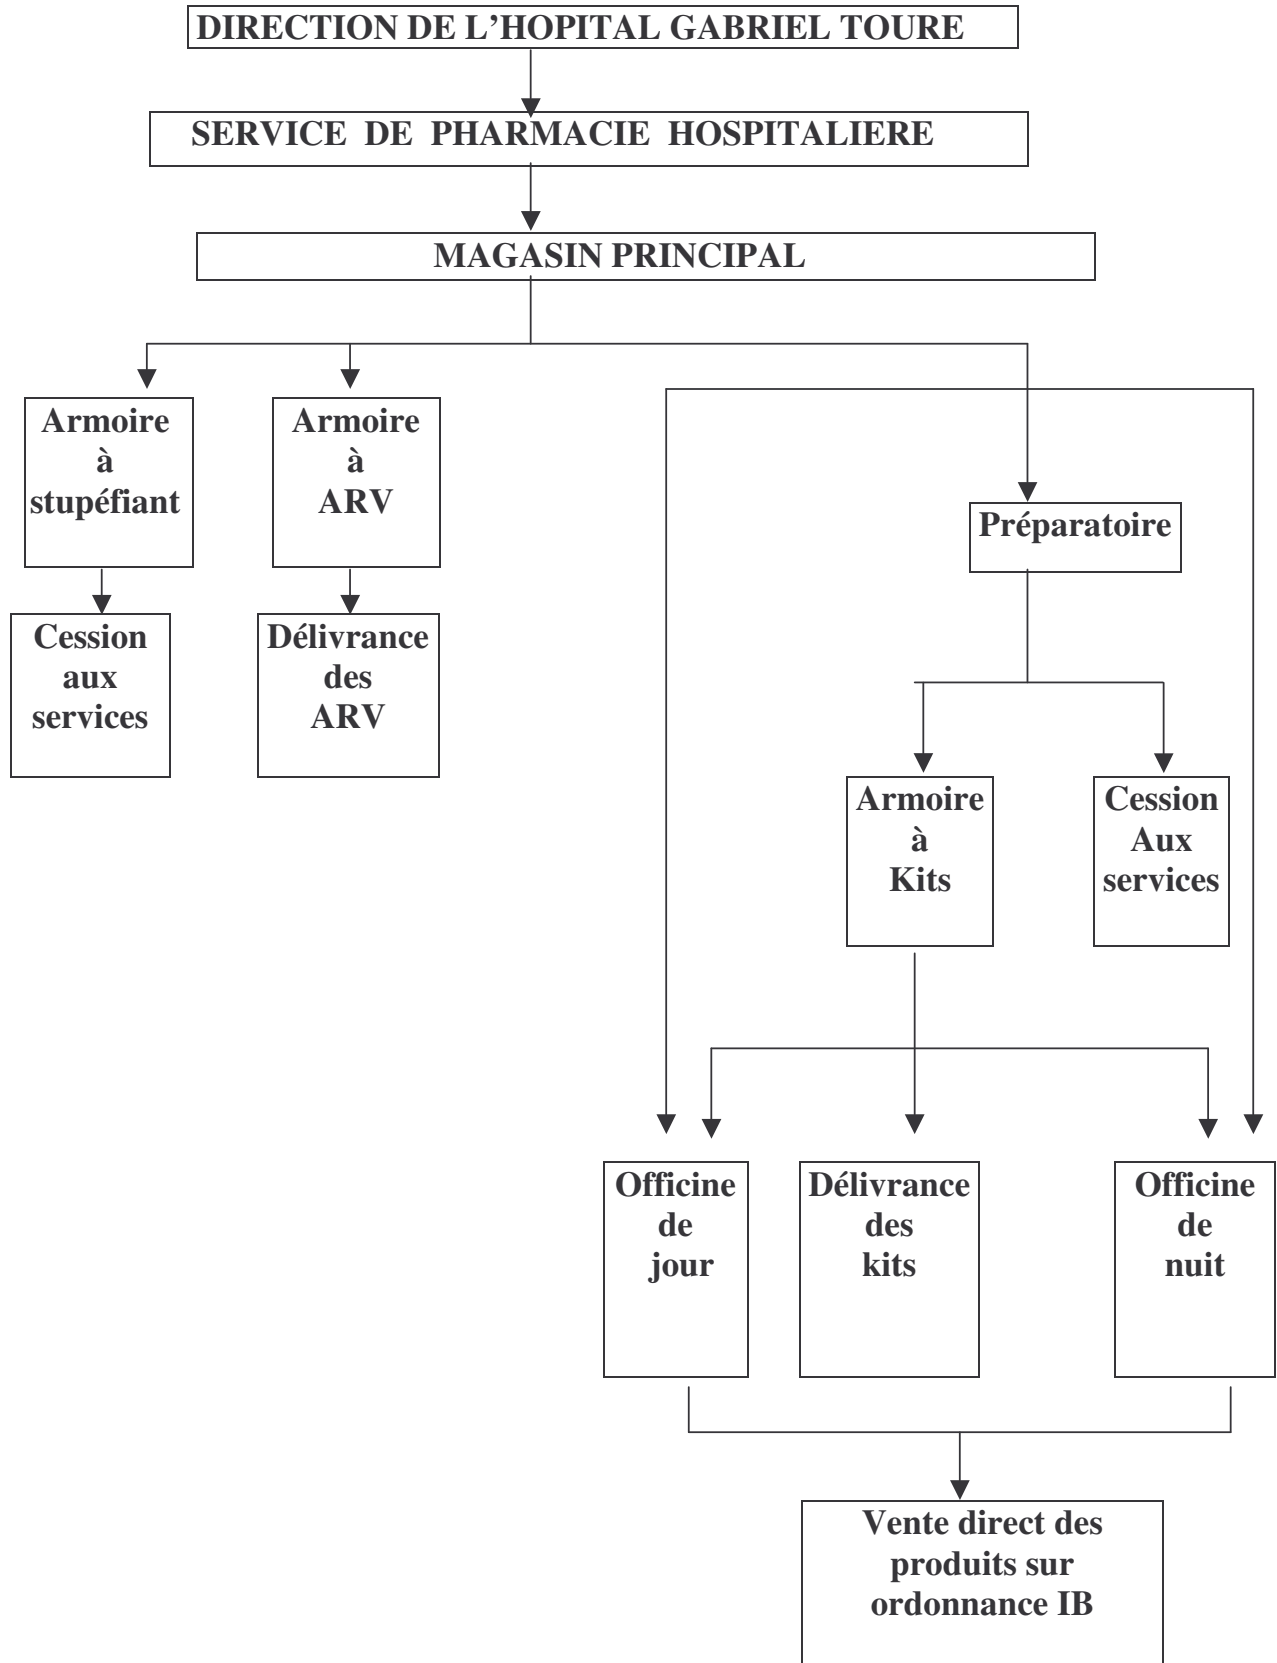 DIRECTION DE L’HOPITAL GABRIEL TOURE
SERVICE DE PHARMACIE HOSPITALIERE
MAGASIN PRINCIPAL
Armoire
à
stupéfiant
Armoire
à
ARV
Préparatoire
Cession
aux
services
Délivrance
des
ARV
Armoire
à
Kits
Cession
Aux
services
Officine
de
jour
Délivrance
des
kits
Officine
de
nuit
Vente direct des
produits sur
ordonnance IB